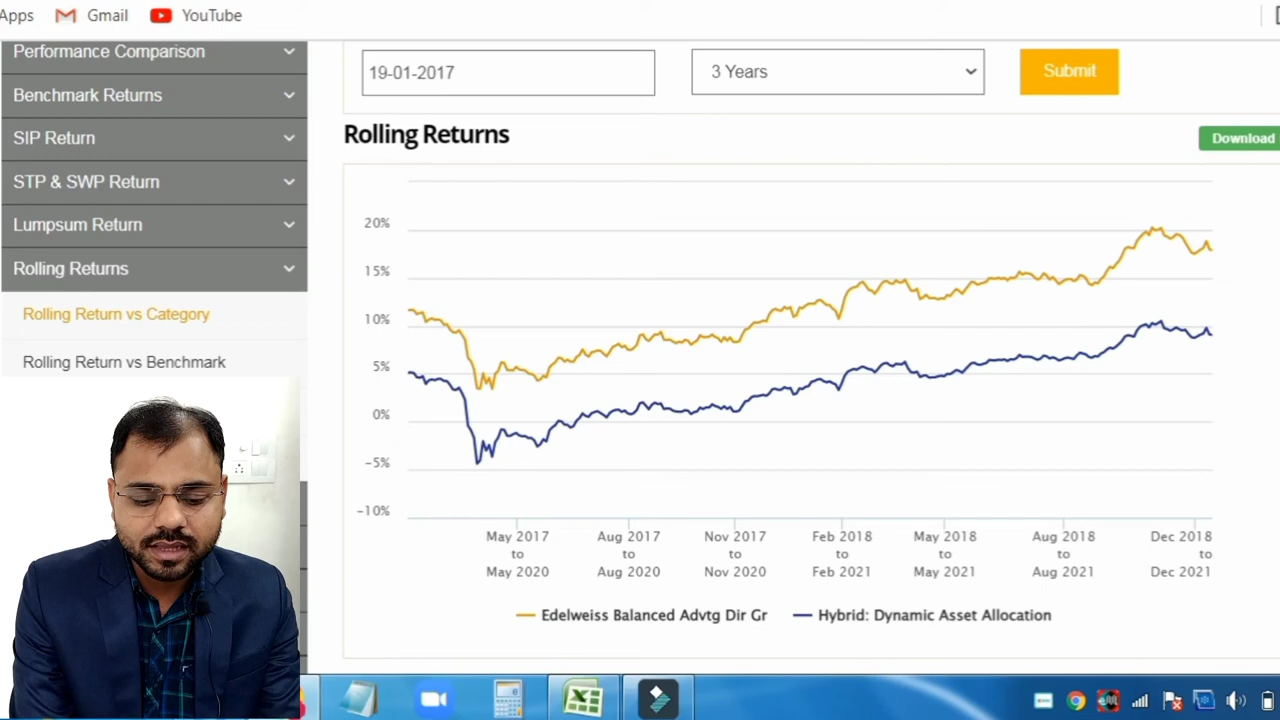 Apps
Gmail
YouTube
Performance Comparison
Benchmark Returns
SIP Return
STP & SWP Return
Lumpsum Return
Rolling Returns
Rolling Return vs Category
Rolling Return vs Benchmark
19-01-2017
3 Years
Submit
Rolling Returns
Download
20%
15%
10%
5%
0%
-5%
-10%
May 2017 to May 2020
Aug 2017 to Aug 2020
Nov 2017 to Nov 2020
Feb 2018 to Feb 2021
May 2018 to May 2021
Aug 2018 to Aug 2021
Dec 2018 to Dec 2021
Edelweiss Balanced Advtg Dir Gr
Hybrid: Dynamic Asset Allocation